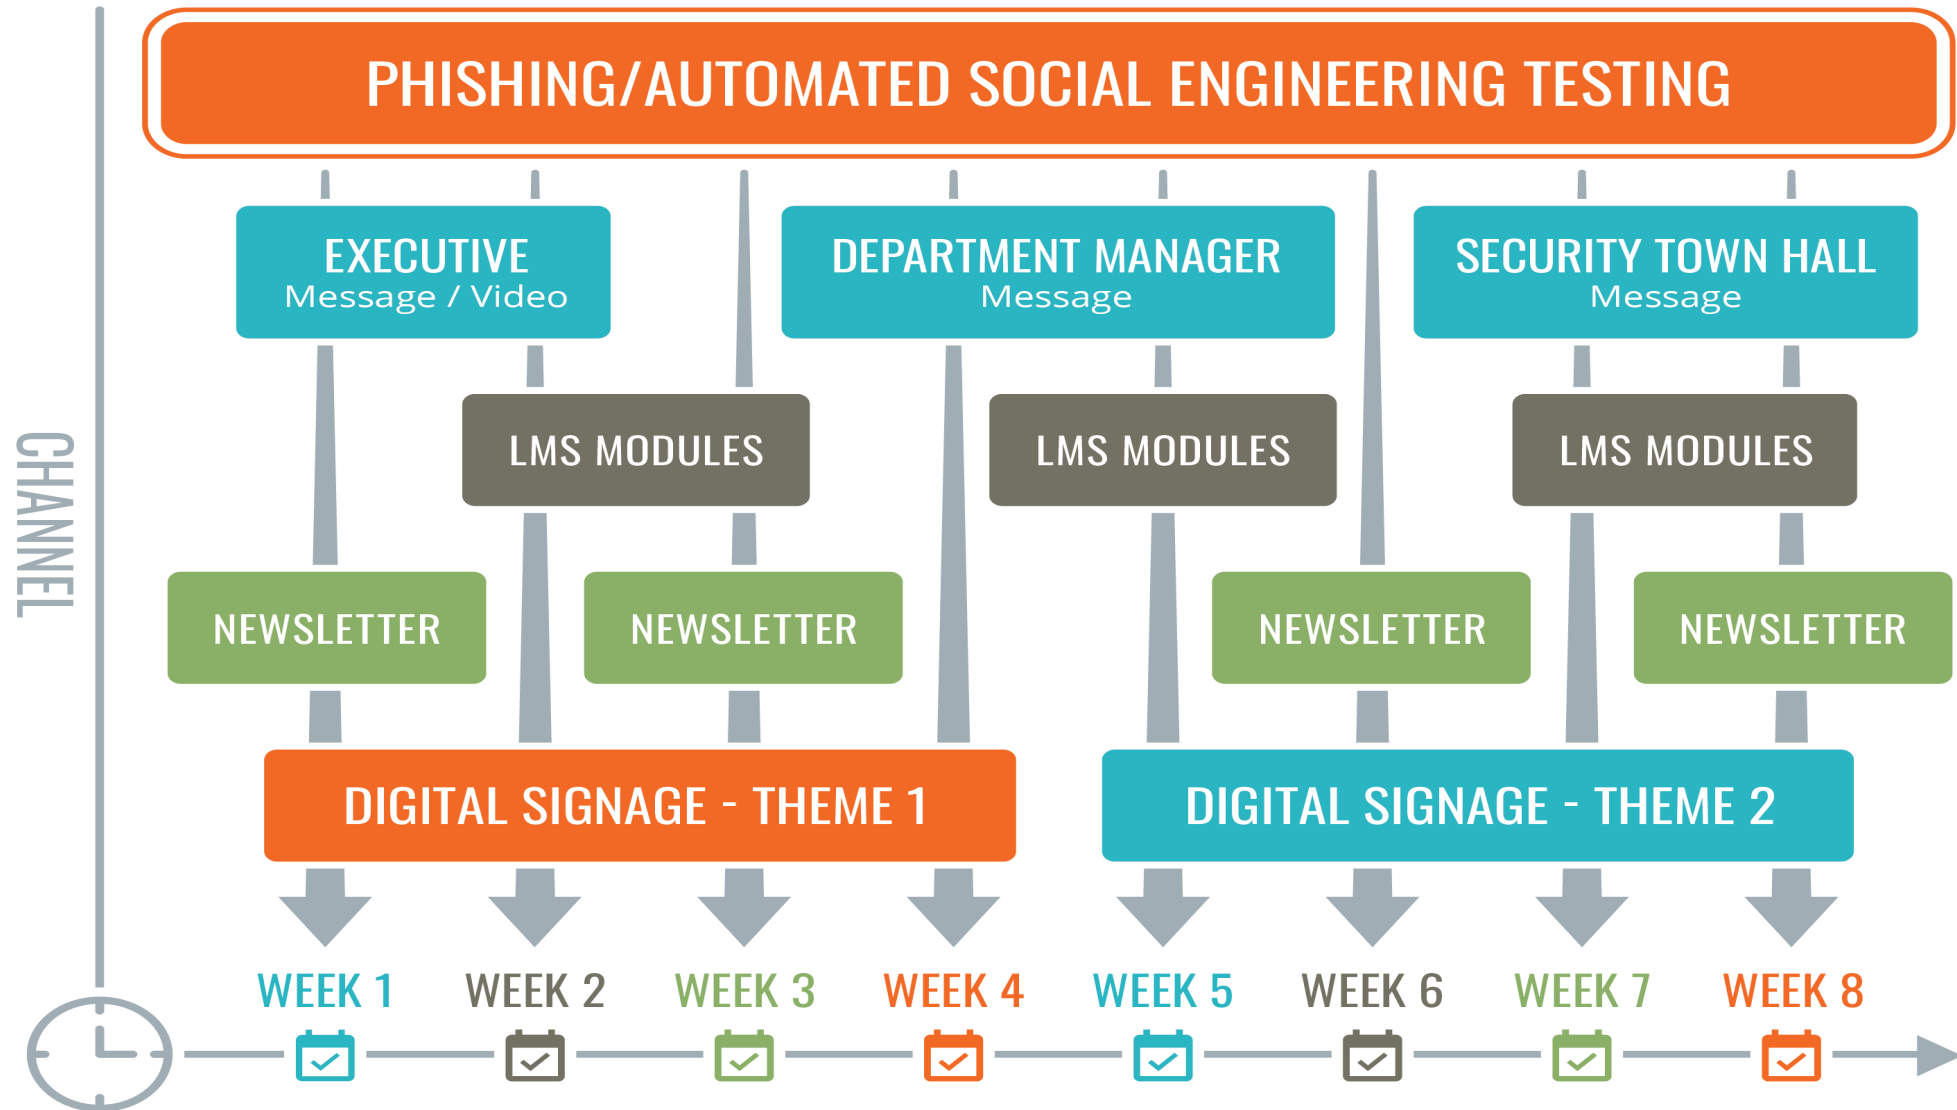 PHISHING/AUTOMATED SOCIAL ENGINEERING TESTING
EXECUTIVE
Message / Video
DEPARTMENT MANAGER
Message
SECURITY TOWN HALL
Message
CHANNEL
LMS MODULES
LMS MODULES
LMS MODULES
NEWSLETTER
NEWSLETTER
NEWSLETTER
NEWSLETTER
DIGITAL SIGNAGE - THEME 1
DIGITAL SIGNAGE - THEME 2
WEEK 1
WEEK 2
WEEK 3
WEEK 4
WEEK 5
WEEK 6
WEEK 7
WEEK 8